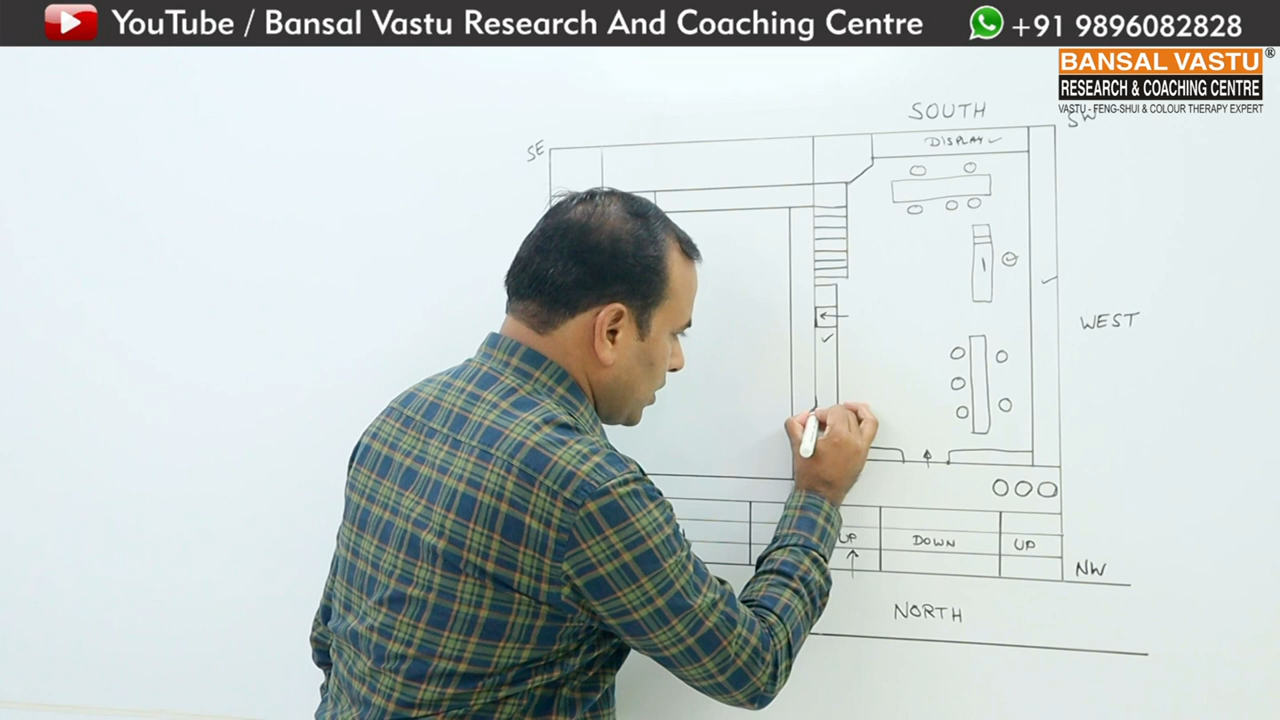 YouTube / Bansal Vastu Research And Coaching Centre
+91 9896082828
BANSAL VASTU®
RESEARCH & COACHING CENTRE
VASTU - FENG-SHUI & COLOUR THERAPY EXPERT
SOUTH
SW
SE
DISPLAY
WEST
UP
DOWN
UP
NW
NORTH